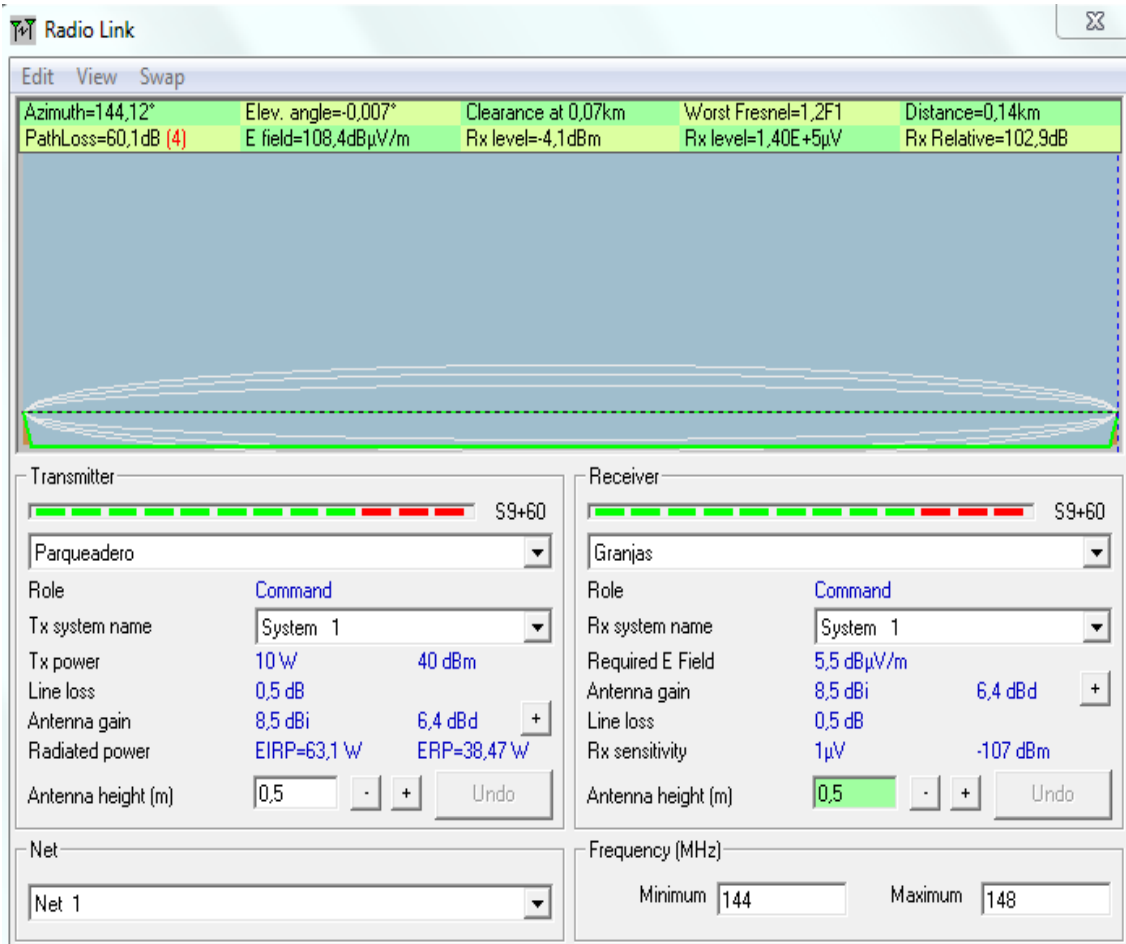 Radio Link
Edit View Swap
Azimuth=144,12° Elev. angle=-0,007° Clearance at 0,07km Worst Fresnel=1,2F1 Distance=0,14km
PathLoss=60,1dB (4) E field=108,4dBµV/m Rx level=-4,1dBm Rx level=1,40E+5µV Rx Relative=102,9dB
Transmitter
S9+60
Parqueadero
Role Command
Tx system name System 1
Tx power 10 W 40 dBm
Line loss 0,5 dB
Antenna gain 8,5 dBi 6,4 dBd +
Radiated power EIRP=63,1 W ERP=38,47 W
Antenna height (m) 0,5 - + Undo
Receiver
S9+60
Granjas
Role Command
Rx system name System 1
Required E Field 5,5 dBµV/m
Antenna gain 8,5 dBi 6,4 dBd +
Line loss 0,5 dB
Rx sensitivity 1µV -107 dBm
Antenna height (m) 0,5 - + Undo
Net
Net 1
Frequency (MHz)
Minimum 144 Maximum 148